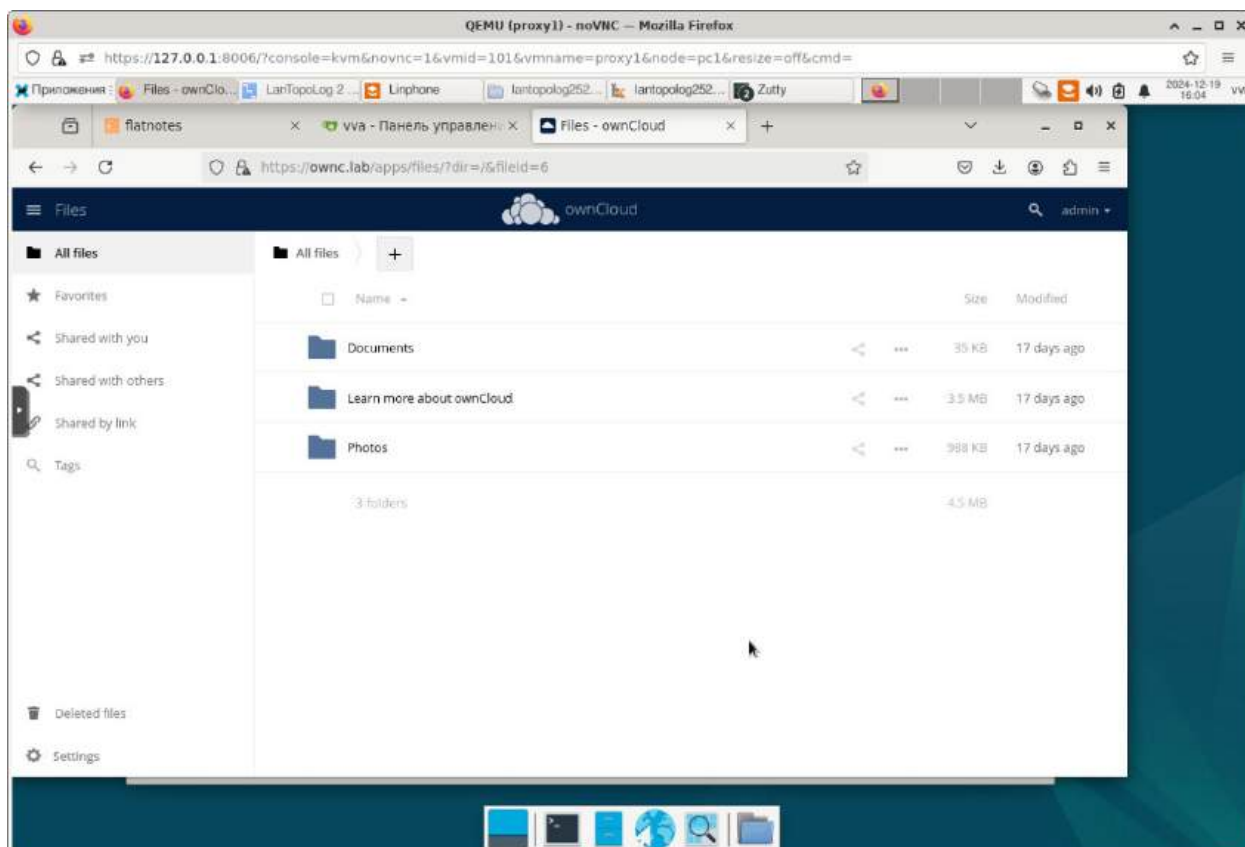 QEMU (proxy1) - noVNC — Mozilla Firefox
https://127.0.0.1:8006/?console=kvm&novnc=1&vmid=101&vmname=proxy1&node=pc1&resize=off&cmd=
Приложения Files - ownClo... LanTopoLog 2 ... Linphone lantopolog252... lantopolog252... Zutty 2024-12-19
16:04
flatnotes vva - Панель управлени Files - ownCloud
https://ownc.lab/apps/files/?dir=/&fileid=6
Files ownCloud admin
All files All files +
Favorites Name Size Modified
Shared with you Documents 35 KB 17 days ago
Shared with others Learn more about ownCloud 3.5 MB 17 days ago
Shared by link Photos 988 KB 17 days ago
Tags 3 folders 4.5 MB
Deleted files
Settings